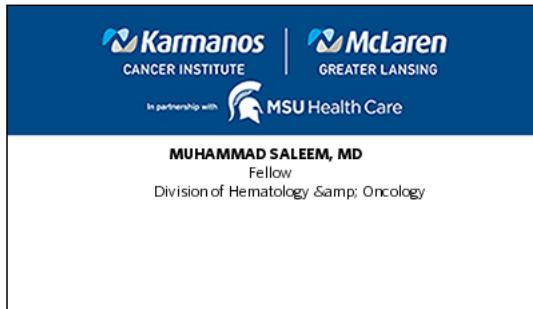 Karmanos
CANCER INSTITUTE
McLaren
GREATER LANSING
In partnership with MSU Health Care
MUHAMMAD SALEEM, MD
Fellow
Division of Hematology &amp; Oncology